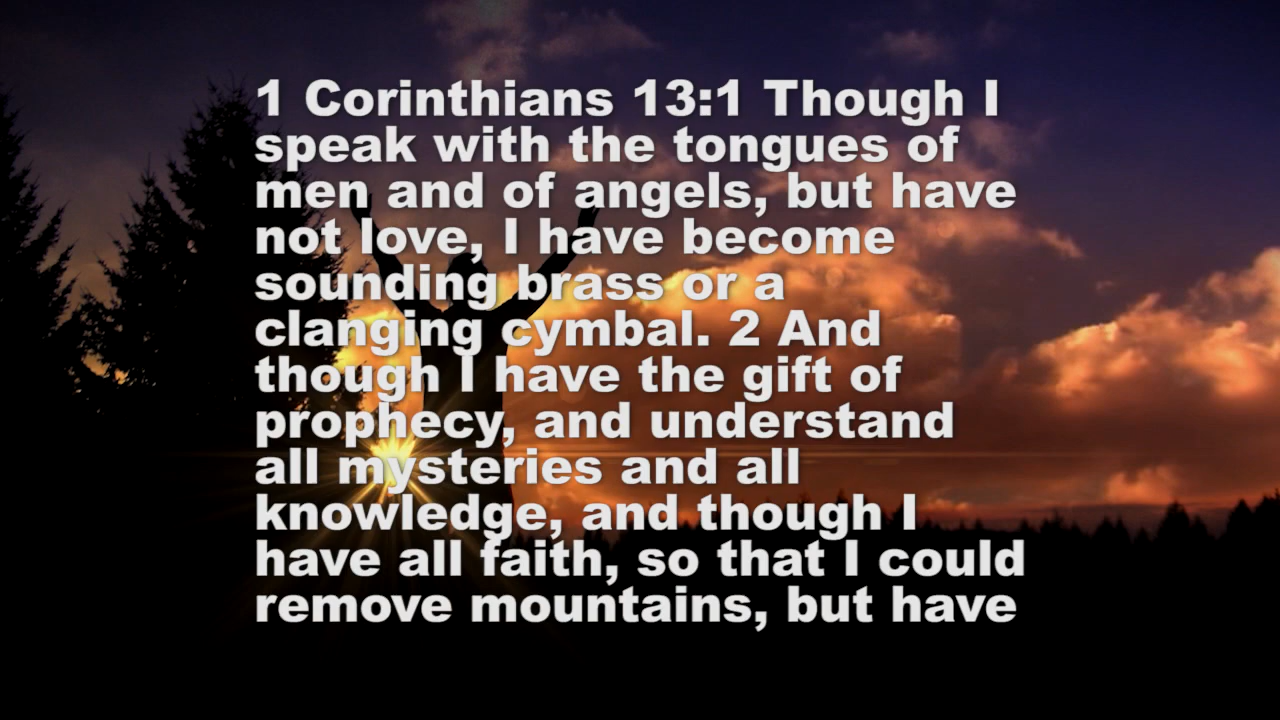 1 Corinthians 13:1 Though I
speak with the tongues of
men and of angels, but have
not love, I have become
sounding brass or a
clanging cymbal. 2 And
though I have the gift of
prophecy, and understand
all mysteries and all
knowledge, and though I
have all faith, so that I could
remove mountains, but have